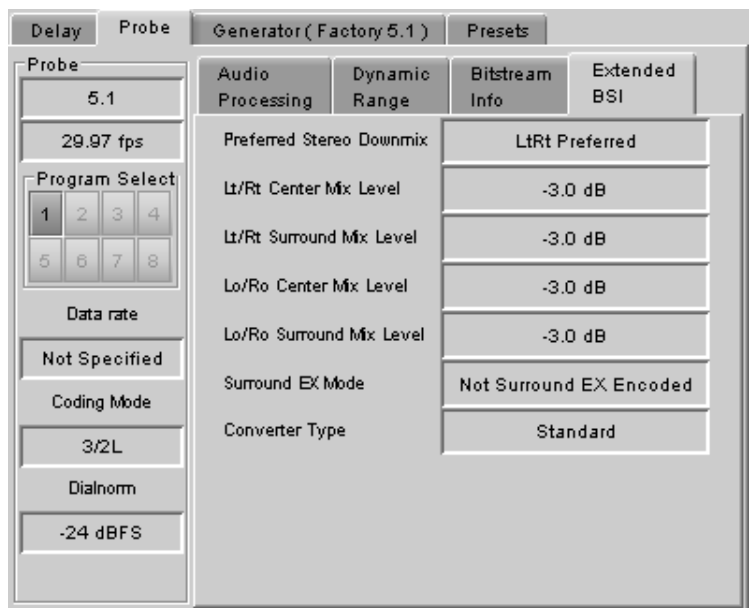 Delay
Probe
Generator ( Factory 5.1 )
Presets
Probe
5.1
29.97 fps
Program Select
1 2 3 4
5 6 7 8
Data rate
Not Specified
Coding Mode
3/2L
Dialnorm
-24 dBFS
Audio
Processing
Dynamic
Range
Bitstream
Info
Extended
BSI
Preferred Stereo Downmix
LtRt Preferred
Lt/Rt Center Mix Level
-3.0 dB
Lt/Rt Surround Mix Level
-3.0 dB
Lo/Ro Center Mix Level
-3.0 dB
Lo/Ro Surround Mix Level
-3.0 dB
Surround EX Mode
Not Surround EX Encoded
Converter Type
Standard